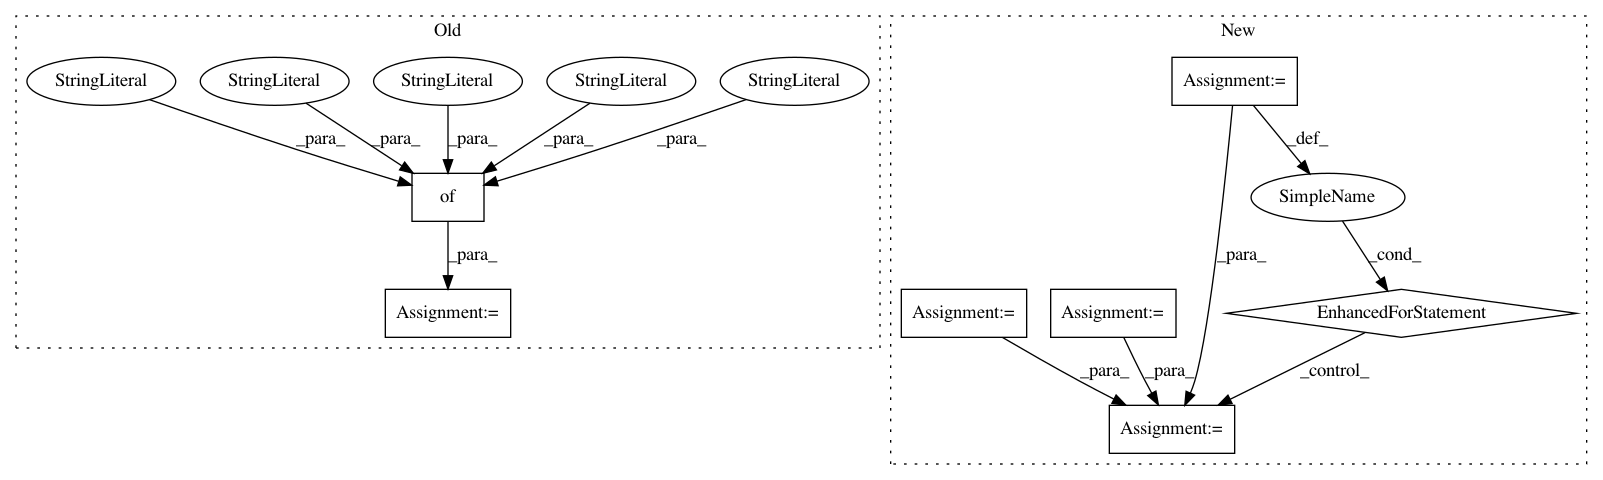 Old
New
StringLiteral
StringLiteral
StringLiteral
StringLiteral
StringLiteral
Assignment:=
_para_
_para_
_para_
_para_
_para_
_def_
of
SimpleName
_para_
_para_
_cond_
Assignment:=
Assignment:=
Assignment:=
EnhancedForStatement
_para_
_para_
_control_
Assignment:=